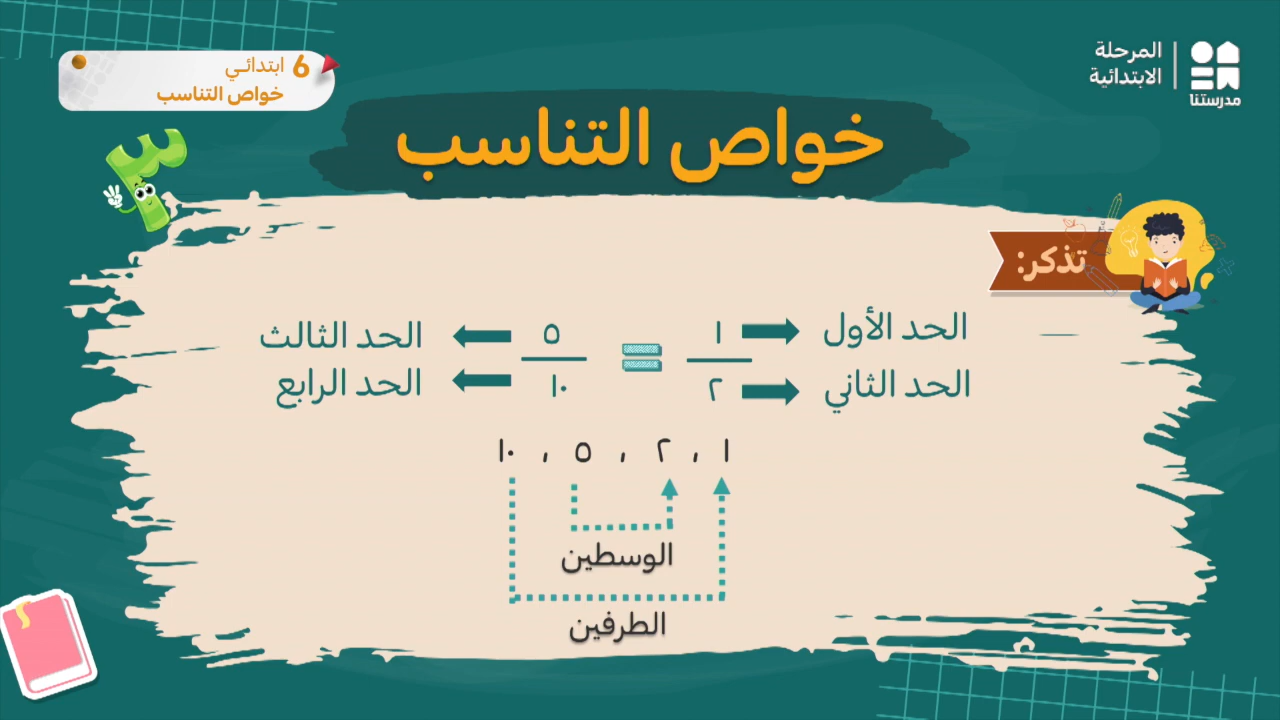 المرحلة
الابتدائية
مدرستنا
6 ابتدائي
خواص التناسب
خواص التناسب
تذكر:
الحد الأول ١ = ٥ الحد الثالث
الحد الثاني ٢ ١٠ الحد الرابع
١ ، ٢ ، ٥ ، ١٠
الوسطين
الطرفين